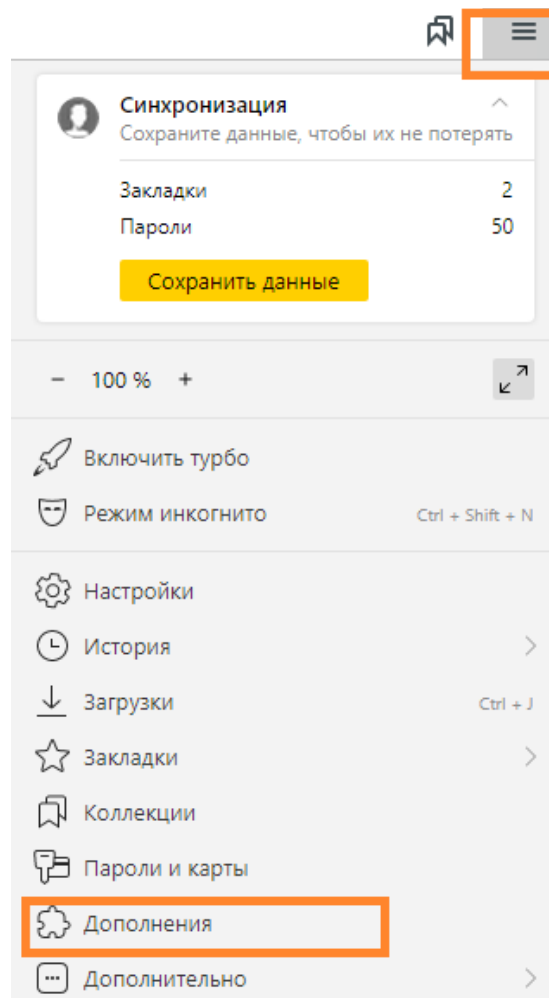 Синхронизация
Сохраните данные, чтобы их не потерять
Закладки 2
Пароли 50
Сохранить данные
− 100 % +
Включить турбо
Режим инкогнито Ctrl + Shift + N
Настройки
История
Загрузки Ctrl + J
Закладки
Коллекции
Пароли и карты
Дополнения
Дополнительно